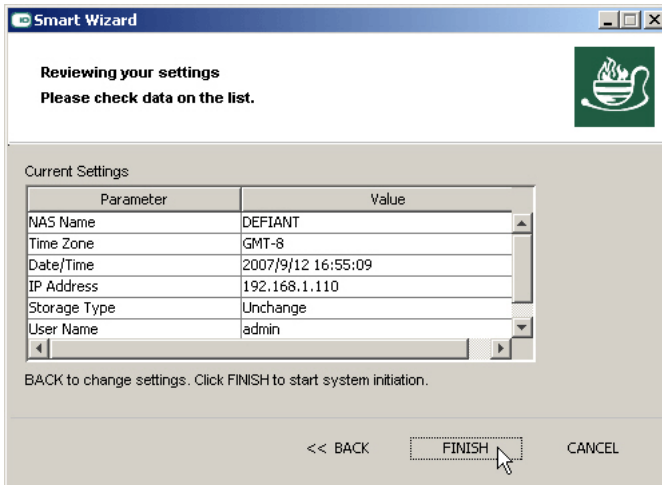 Smart Wizard
Reviewing your settings
Please check data on the list.
Current Settings
Parameter Value
NAS Name DEFIANT
Time Zone GMT-8
Date/Time 2007/9/12 16:55:09
IP Address 192.168.1.110
Storage Type Unchange
User Name admin
BACK to change settings. Click FINISH to start system initiation.
<< BACK FINISH CANCEL